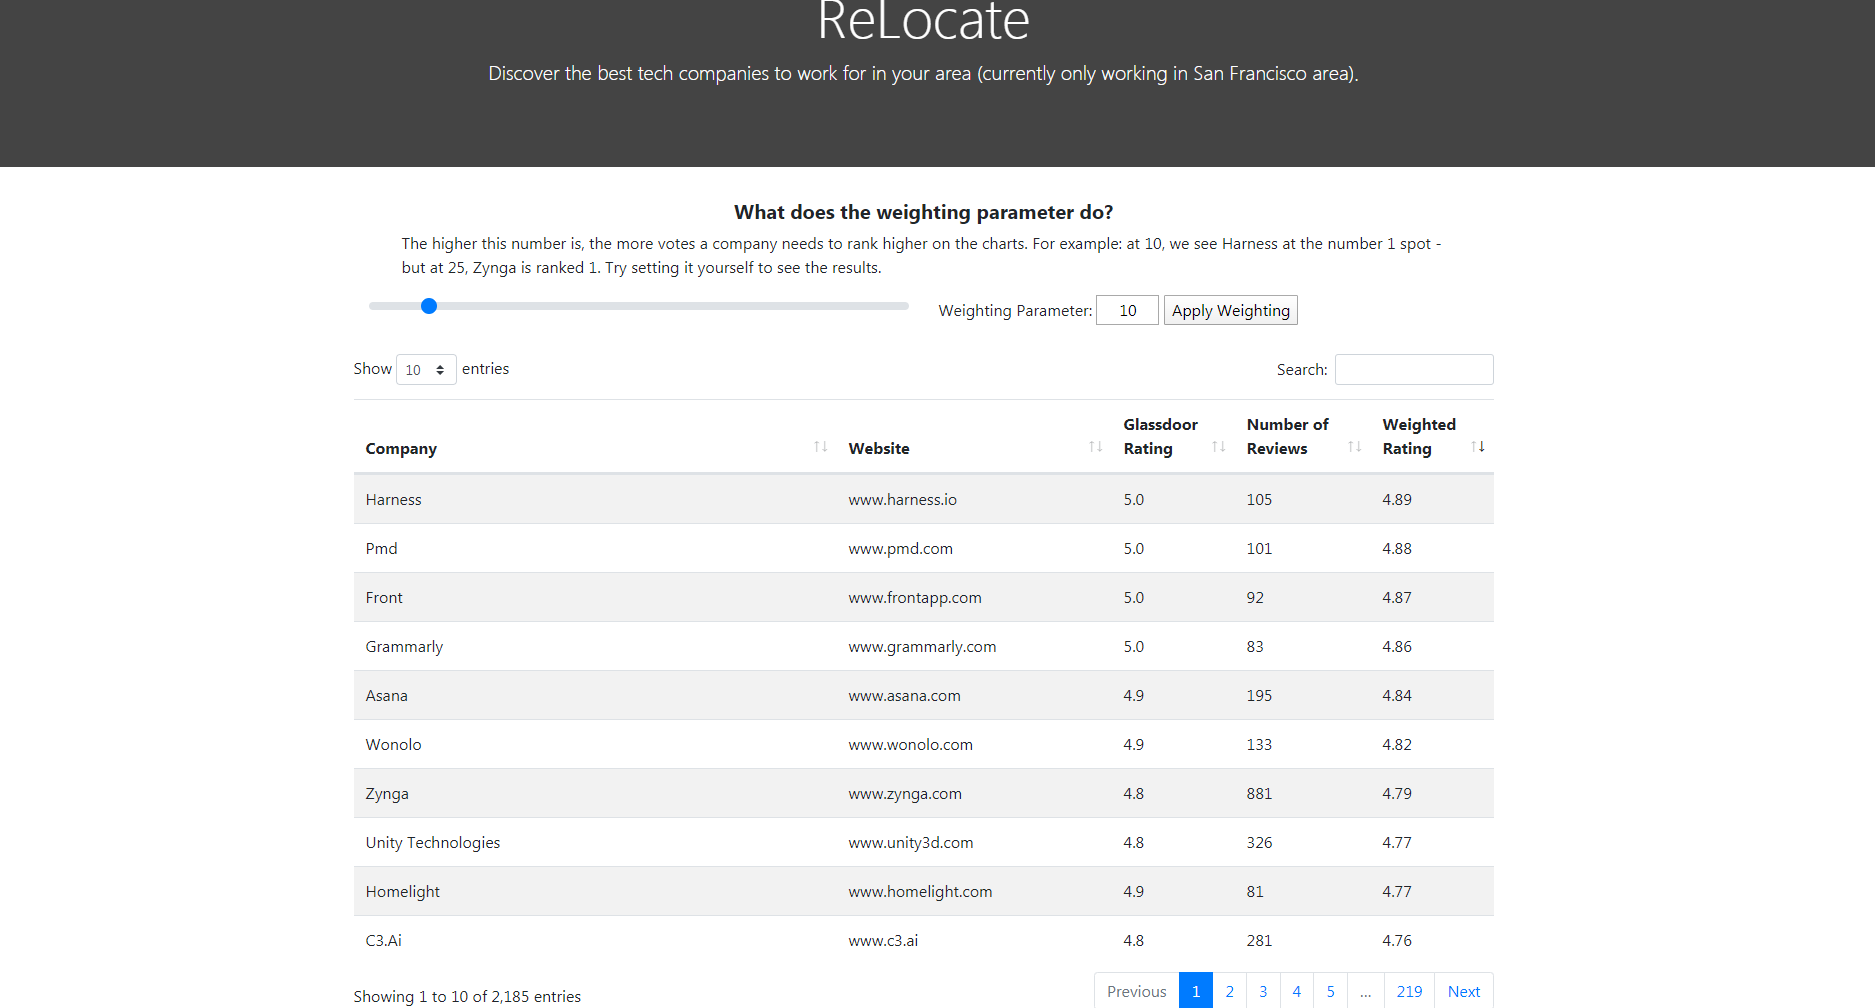 ReLocate
Discover the best tech companies to work for in your area (currently only working in San Francisco area).
What does the weighting parameter do?
The higher this number is, the more votes a company needs to rank higher on the charts. For example: at 10, we see Harness at the number 1 spot -
but at 25, Zynga is ranked 1. Try setting it yourself to see the results.
Weighting Parameter: 10 Apply Weighting
Show 10 entries Search:
Company Website Glassdoor Rating Number of Reviews Weighted Rating
Harness www.harness.io 5.0 105 4.89
Pmd www.pmd.com 5.0 101 4.88
Front www.frontapp.com 5.0 92 4.87
Grammarly www.grammarly.com 5.0 83 4.86
Asana www.asana.com 4.9 195 4.84
Wonolo www.wonolo.com 4.9 133 4.82
Zynga www.zynga.com 4.8 881 4.79
Unity Technologies www.unity3d.com 4.8 326 4.77
Homelight www.homelight.com 4.9 81 4.77
C3.Ai www.c3.ai 4.8 281 4.76
Showing 1 to 10 of 2,185 entries Previous 1 2 3 4 5 ... 219 Next